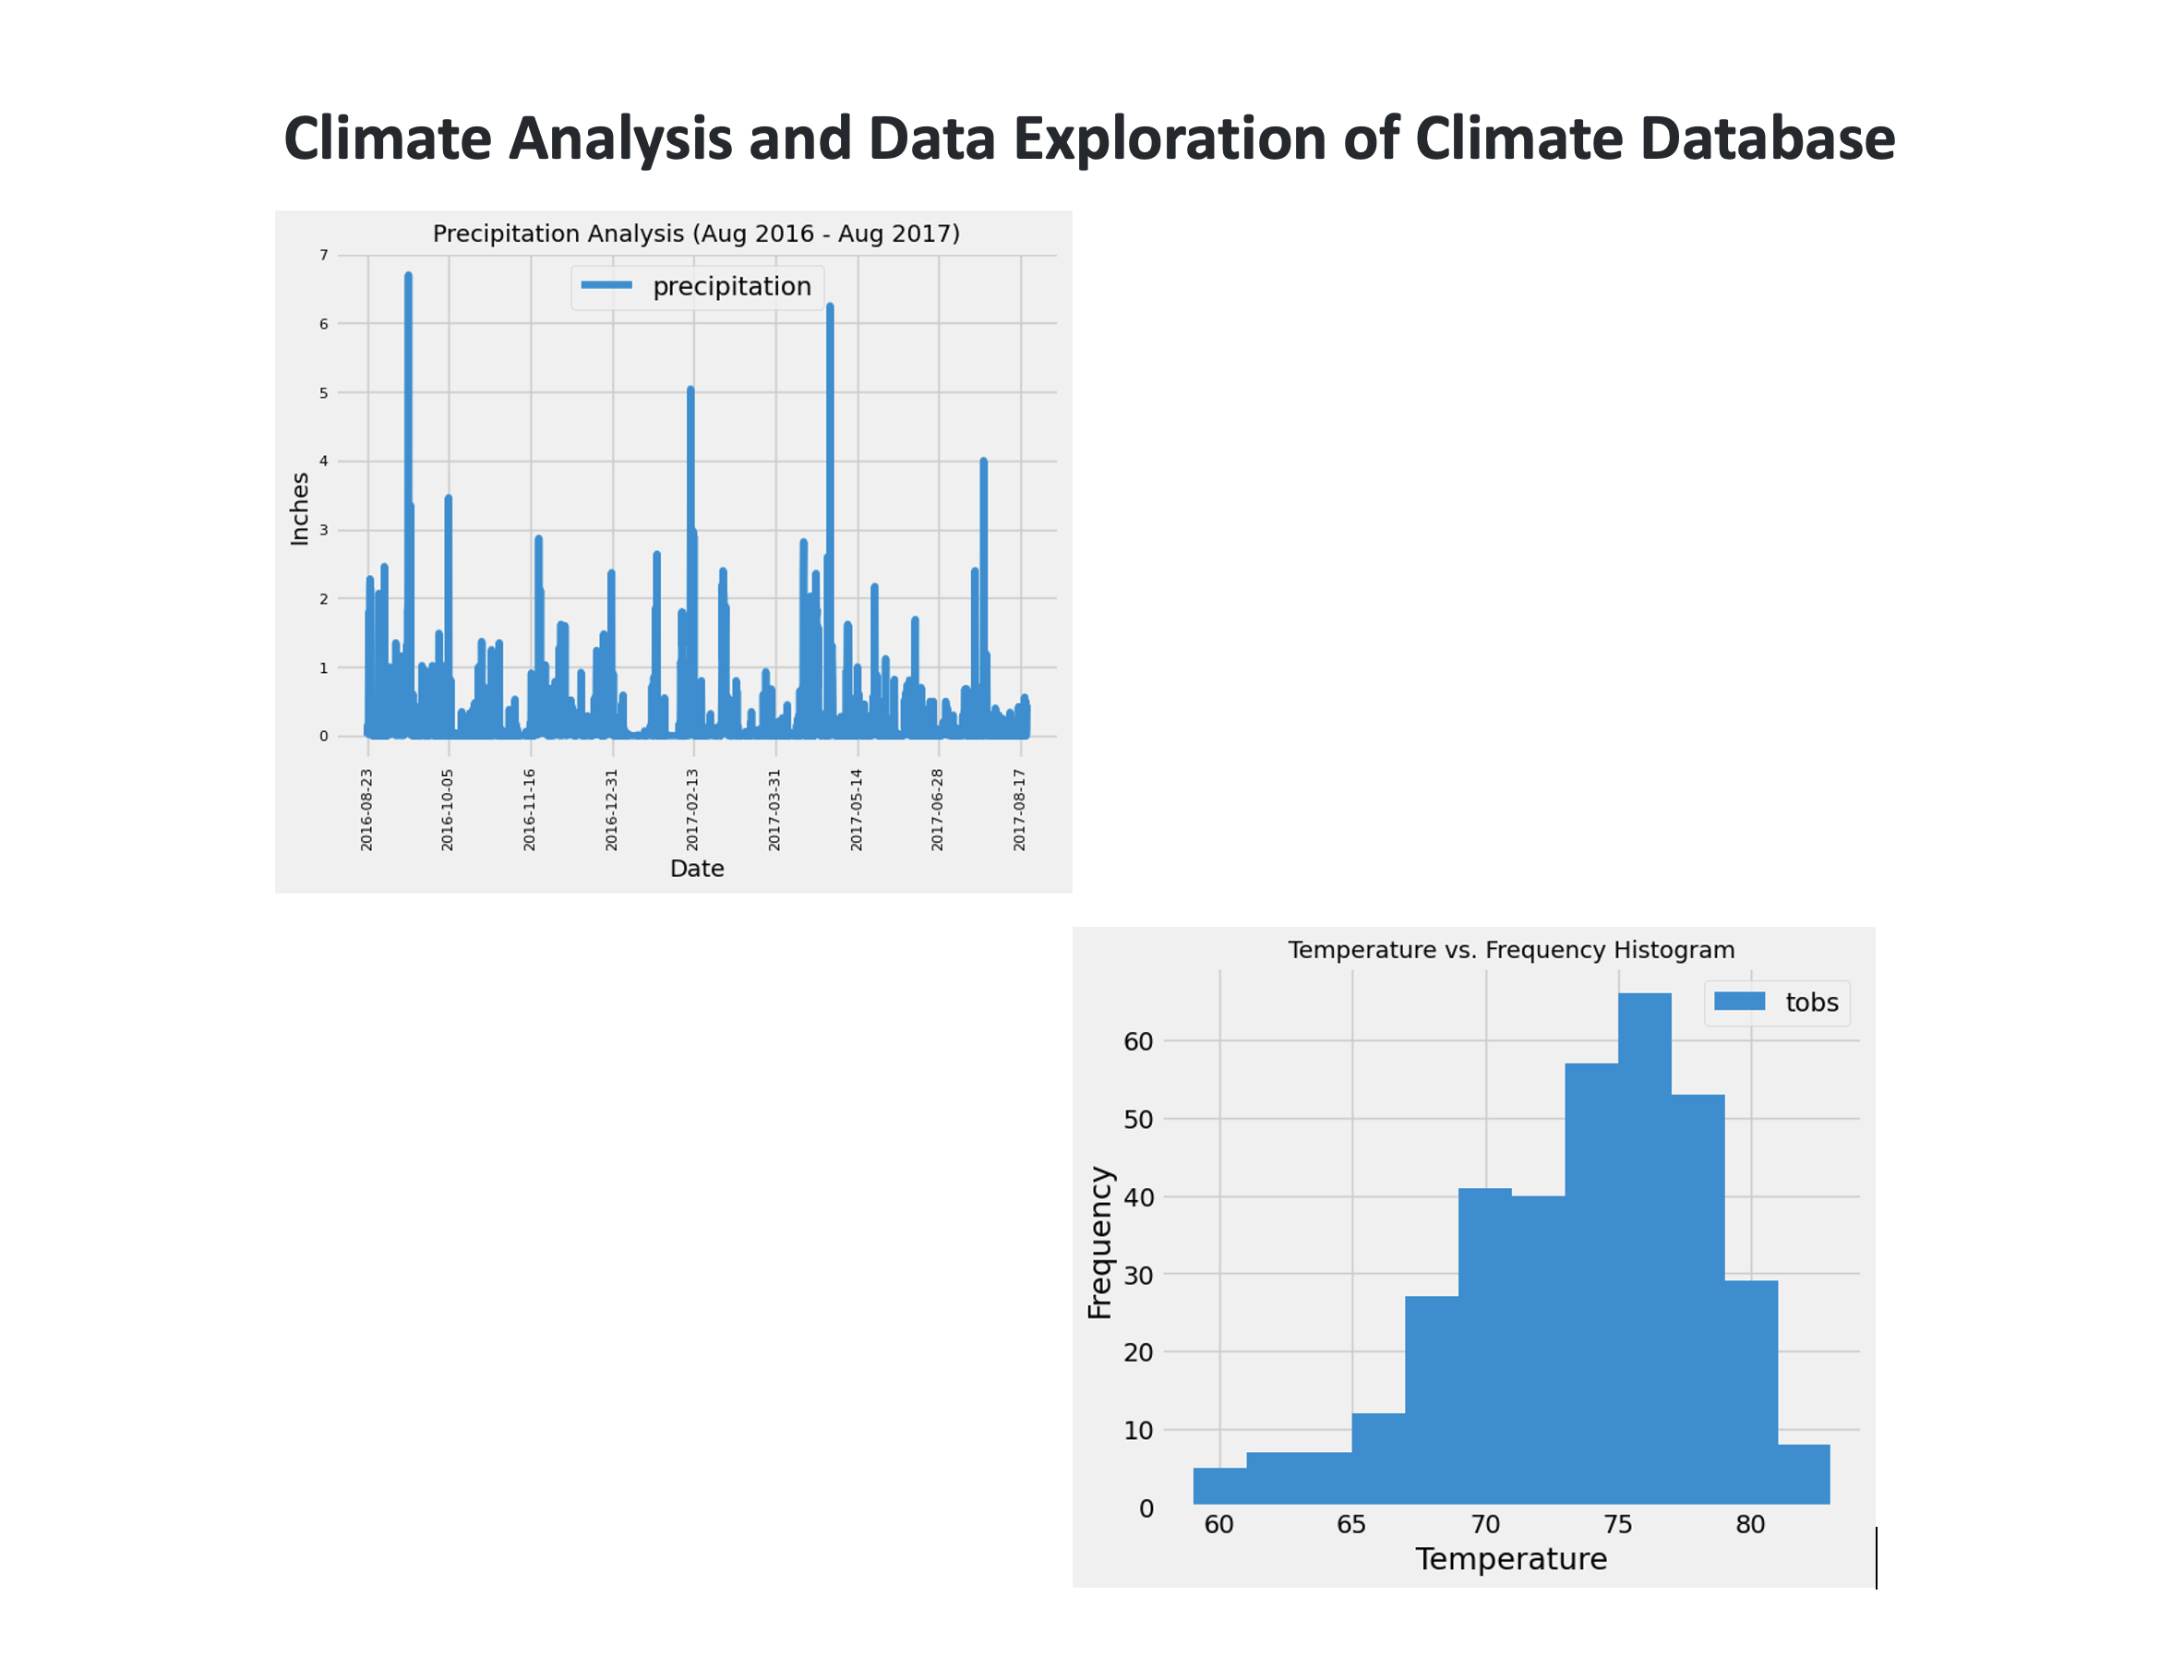 Climate Analysis and Data Exploration of Climate Database
Precipitation Analysis (Aug 2016 - Aug 2017)
precipitation
7
6
5
4
3
2
1
0
Inches
2016-08-23
2016-10-05
2016-11-16
2016-12-31
2017-02-13
2017-03-31
2017-05-14
2017-06-28
2017-08-17
Date
Temperature vs. Frequency Histogram
tobs
60
50
40
30
20
10
0
Frequency
60 65 70 75 80
Temperature